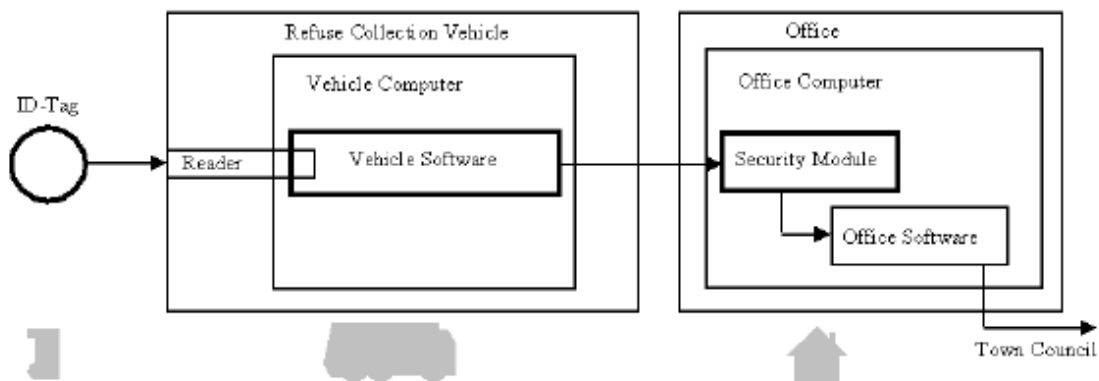 Refuse Collection Vehicle
Office
Vehicle Computer
Office Computer
ID-Tag
Reader
Vehicle Software
Security Module
Office Software
Town Council